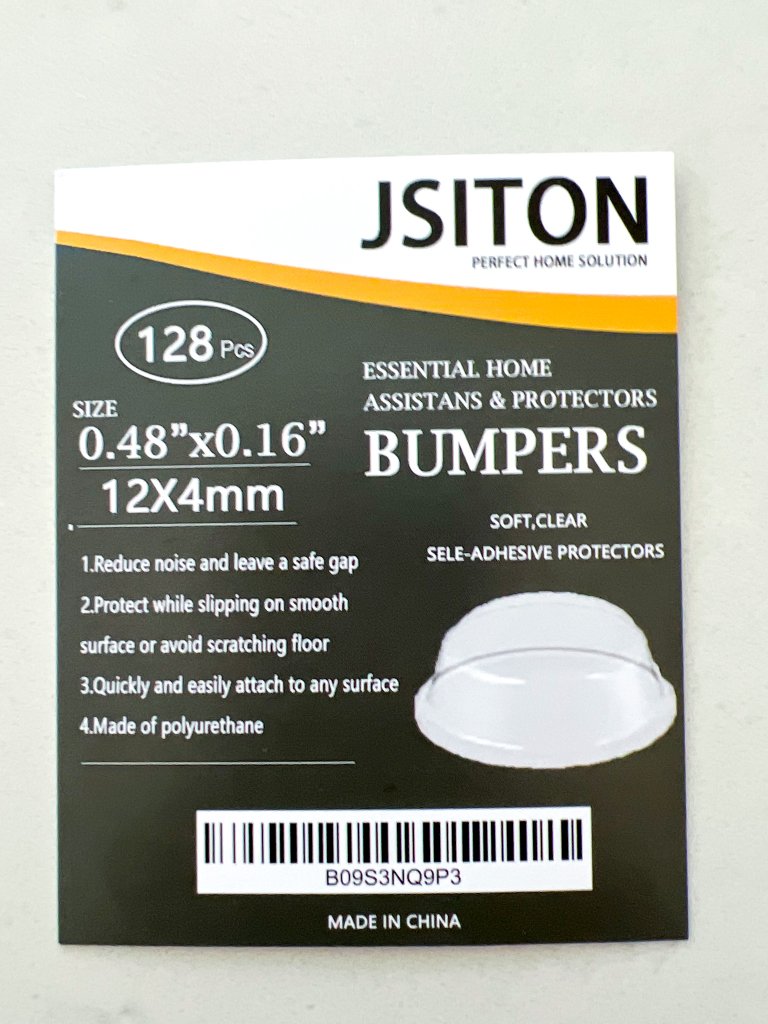 JSITON
PERFECT HOME SOLUTION
128 Pcs
SIZE
0.48”x0.16”
12X4mm
ESSENTIAL HOME
ASSISTANS & PROTECTORS
BUMPERS
SOFT,CLEAR
SELE-ADHESIVE PROTECTORS
1.Reduce noise and leave a safe gap
2.Protect while slipping on smooth
surface or avoid scratching floor
3.Quickly and easily attach to any surface
4.Made of polyurethane
B09S3NQ9P3
MADE IN CHINA